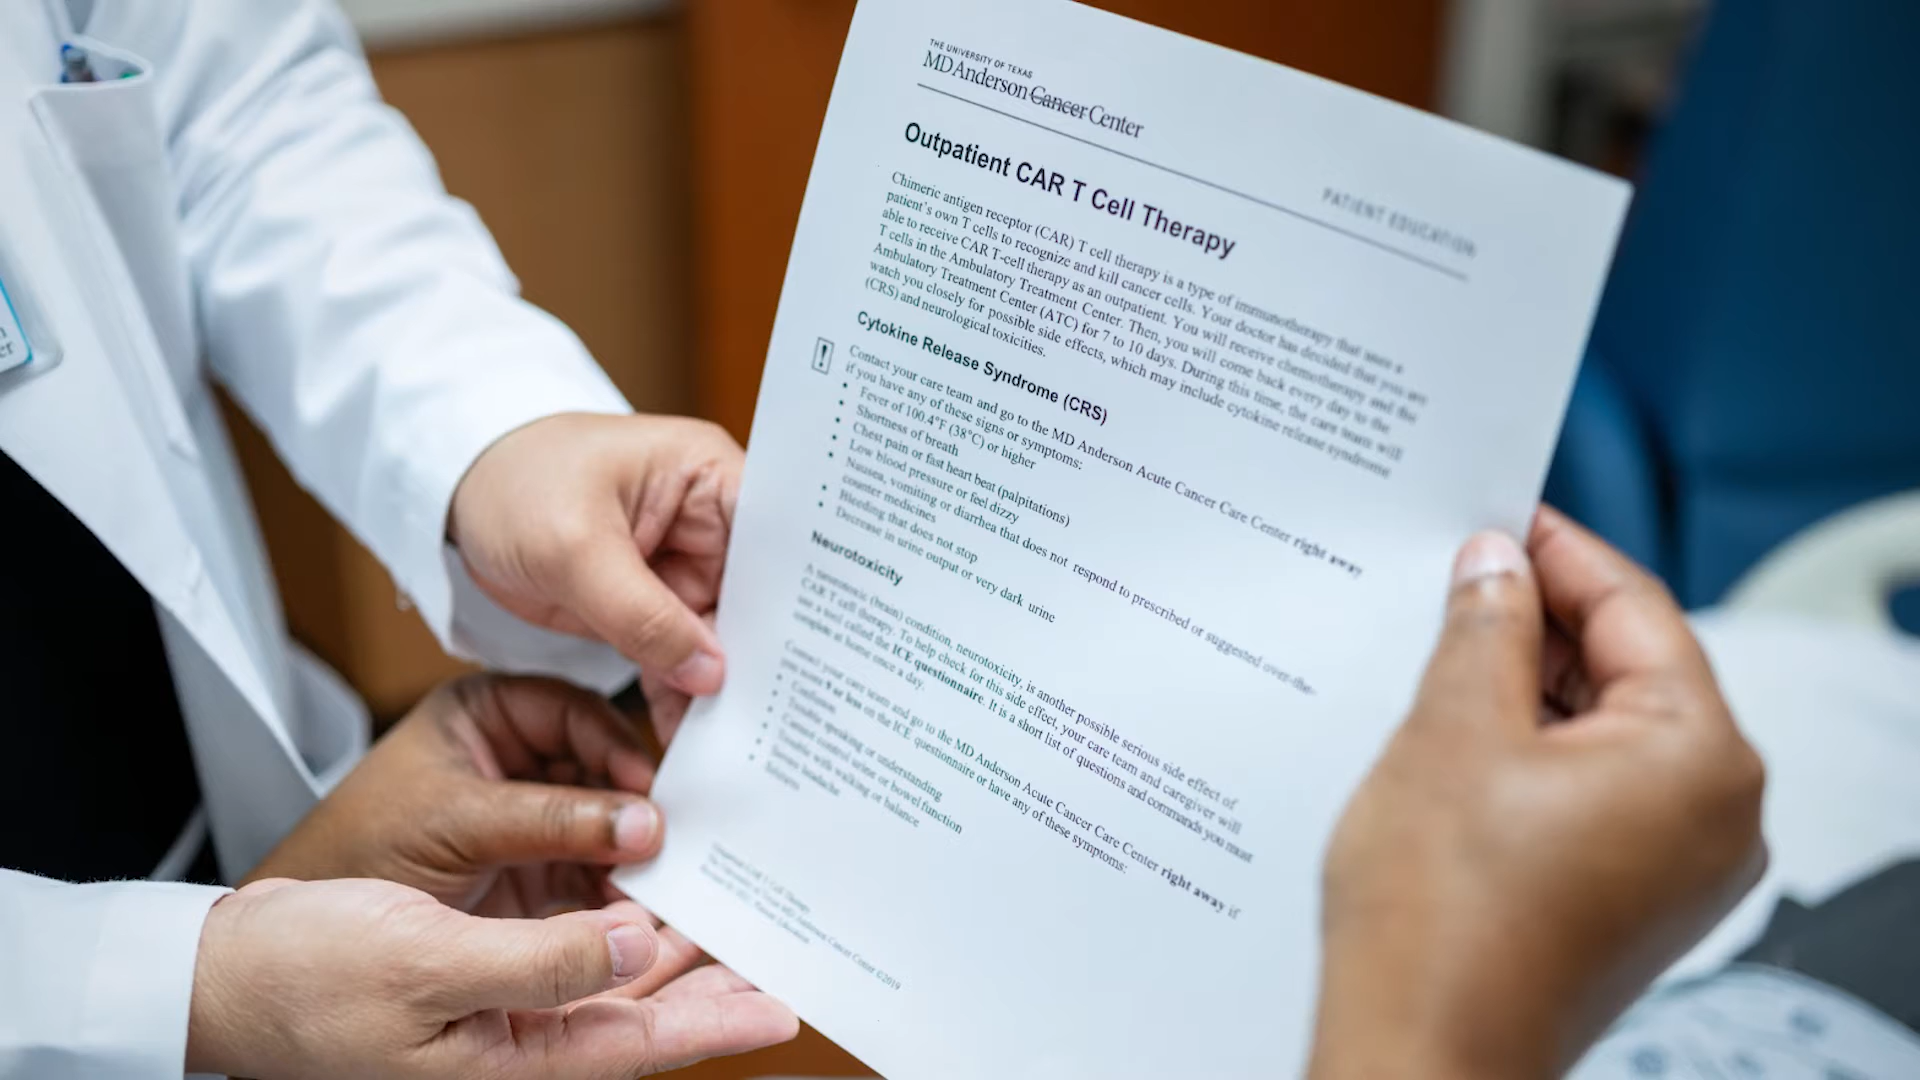 THE UNIVERSITY OF TEXAS
MDAnderson Cancer Center
PATIENT EDUCATION
Outpatient CAR T Cell Therapy
Chimeric antigen receptor (CAR) T cell therapy is a type of immunotherapy that uses a
patient's own T cells to recognize and kill cancer cells. Your doctor has decided that you are
able to receive CAR T-cell therapy as an outpatient. You will receive chemotherapy and the
T cells in the Ambulatory Treatment Center. Then, you will come back every day to the
Ambulatory Treatment Center (ATC) for 7 to 10 days. During this time, the care team will
watch you closely for possible side effects, which may include cytokine release syndrome
(CRS) and neurological toxicities.
Cytokine Release Syndrome (CRS)
Contact your care team and go to the MD Anderson Acute Cancer Care Center right away
if you have any of these signs or symptoms:
• Fever of 100.4°F (38°C) or higher
• Shortness of breath
• Chest pain or fast heart beat (palpitations)
• Low blood pressure or feel dizzy
• Nausea, vomiting or diarrhea that does not respond to prescribed or suggested over-the-
counter medicines
• Bleeding that does not stop
• Decrease in urine output or very dark urine
Neurotoxicity
A neurotoxic (brain) condition, neurotoxicity, is another possible serious side effect of
CAR T cell therapy. To help check for this side effect, your care team and caregiver will
use a tool called the ICE questionnaire. It is a short list of questions and commands you must
complete at home once a day.
Contact your care team and go to the MD Anderson Acute Cancer Care Center right away if
you score 9 or less on the ICE questionnaire or have any of these symptoms:
• Confusion
• Trouble speaking or understanding
• Cannot control urine or bowel function
• Trouble with walking or balance
• Serious headache
• Seizures
Outpatient CAR T Cell Therapy
The University of Texas MD Anderson Cancer Center ©2019
Patient Education